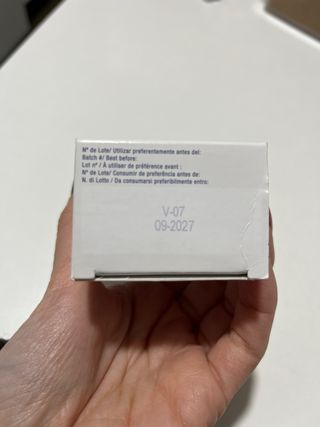 Nº de Lote/ Utilizar preferentemente antes del:
Batch #/ Best before:
Lot nº / À utiliser de préférence avant :
Nº de Lote/ Consumir de preferência antes de:
N. di Lotto / Da consumarsi preferibilmente entro:
V-07
09-2027